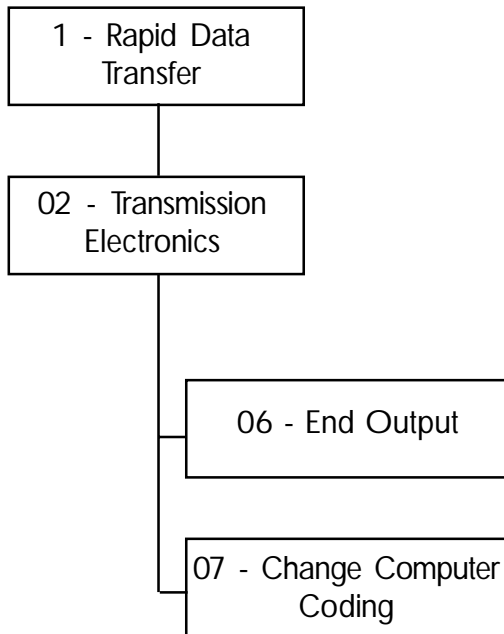 1 - Rapid Data
Transfer
02 - Transmission
Electronics
06 - End Output
07 - Change Computer
Coding